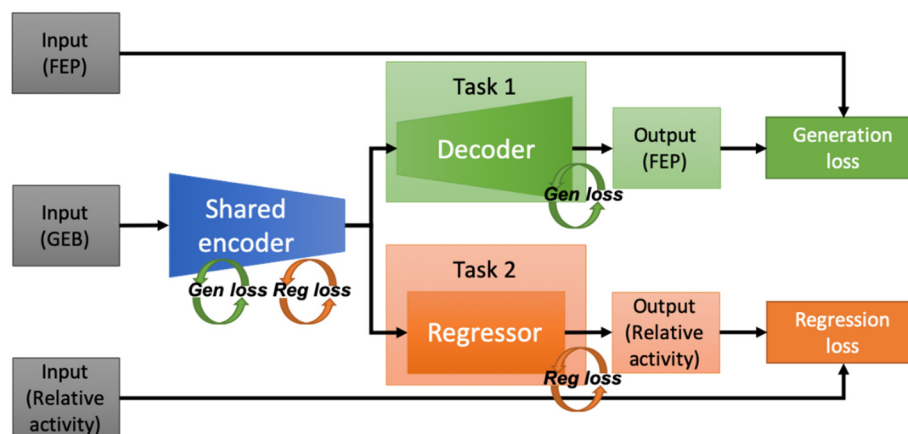 Input
(FEP)
Task 1
Decoder
Gen loss
Output
(FEP)
Generation
loss
Input
(GEB)
Shared
encoder
Gen loss
Reg loss
Task 2
Regressor
Reg loss
Output
(Relative
activity)
Regression
loss
Input
(Relative
activity)